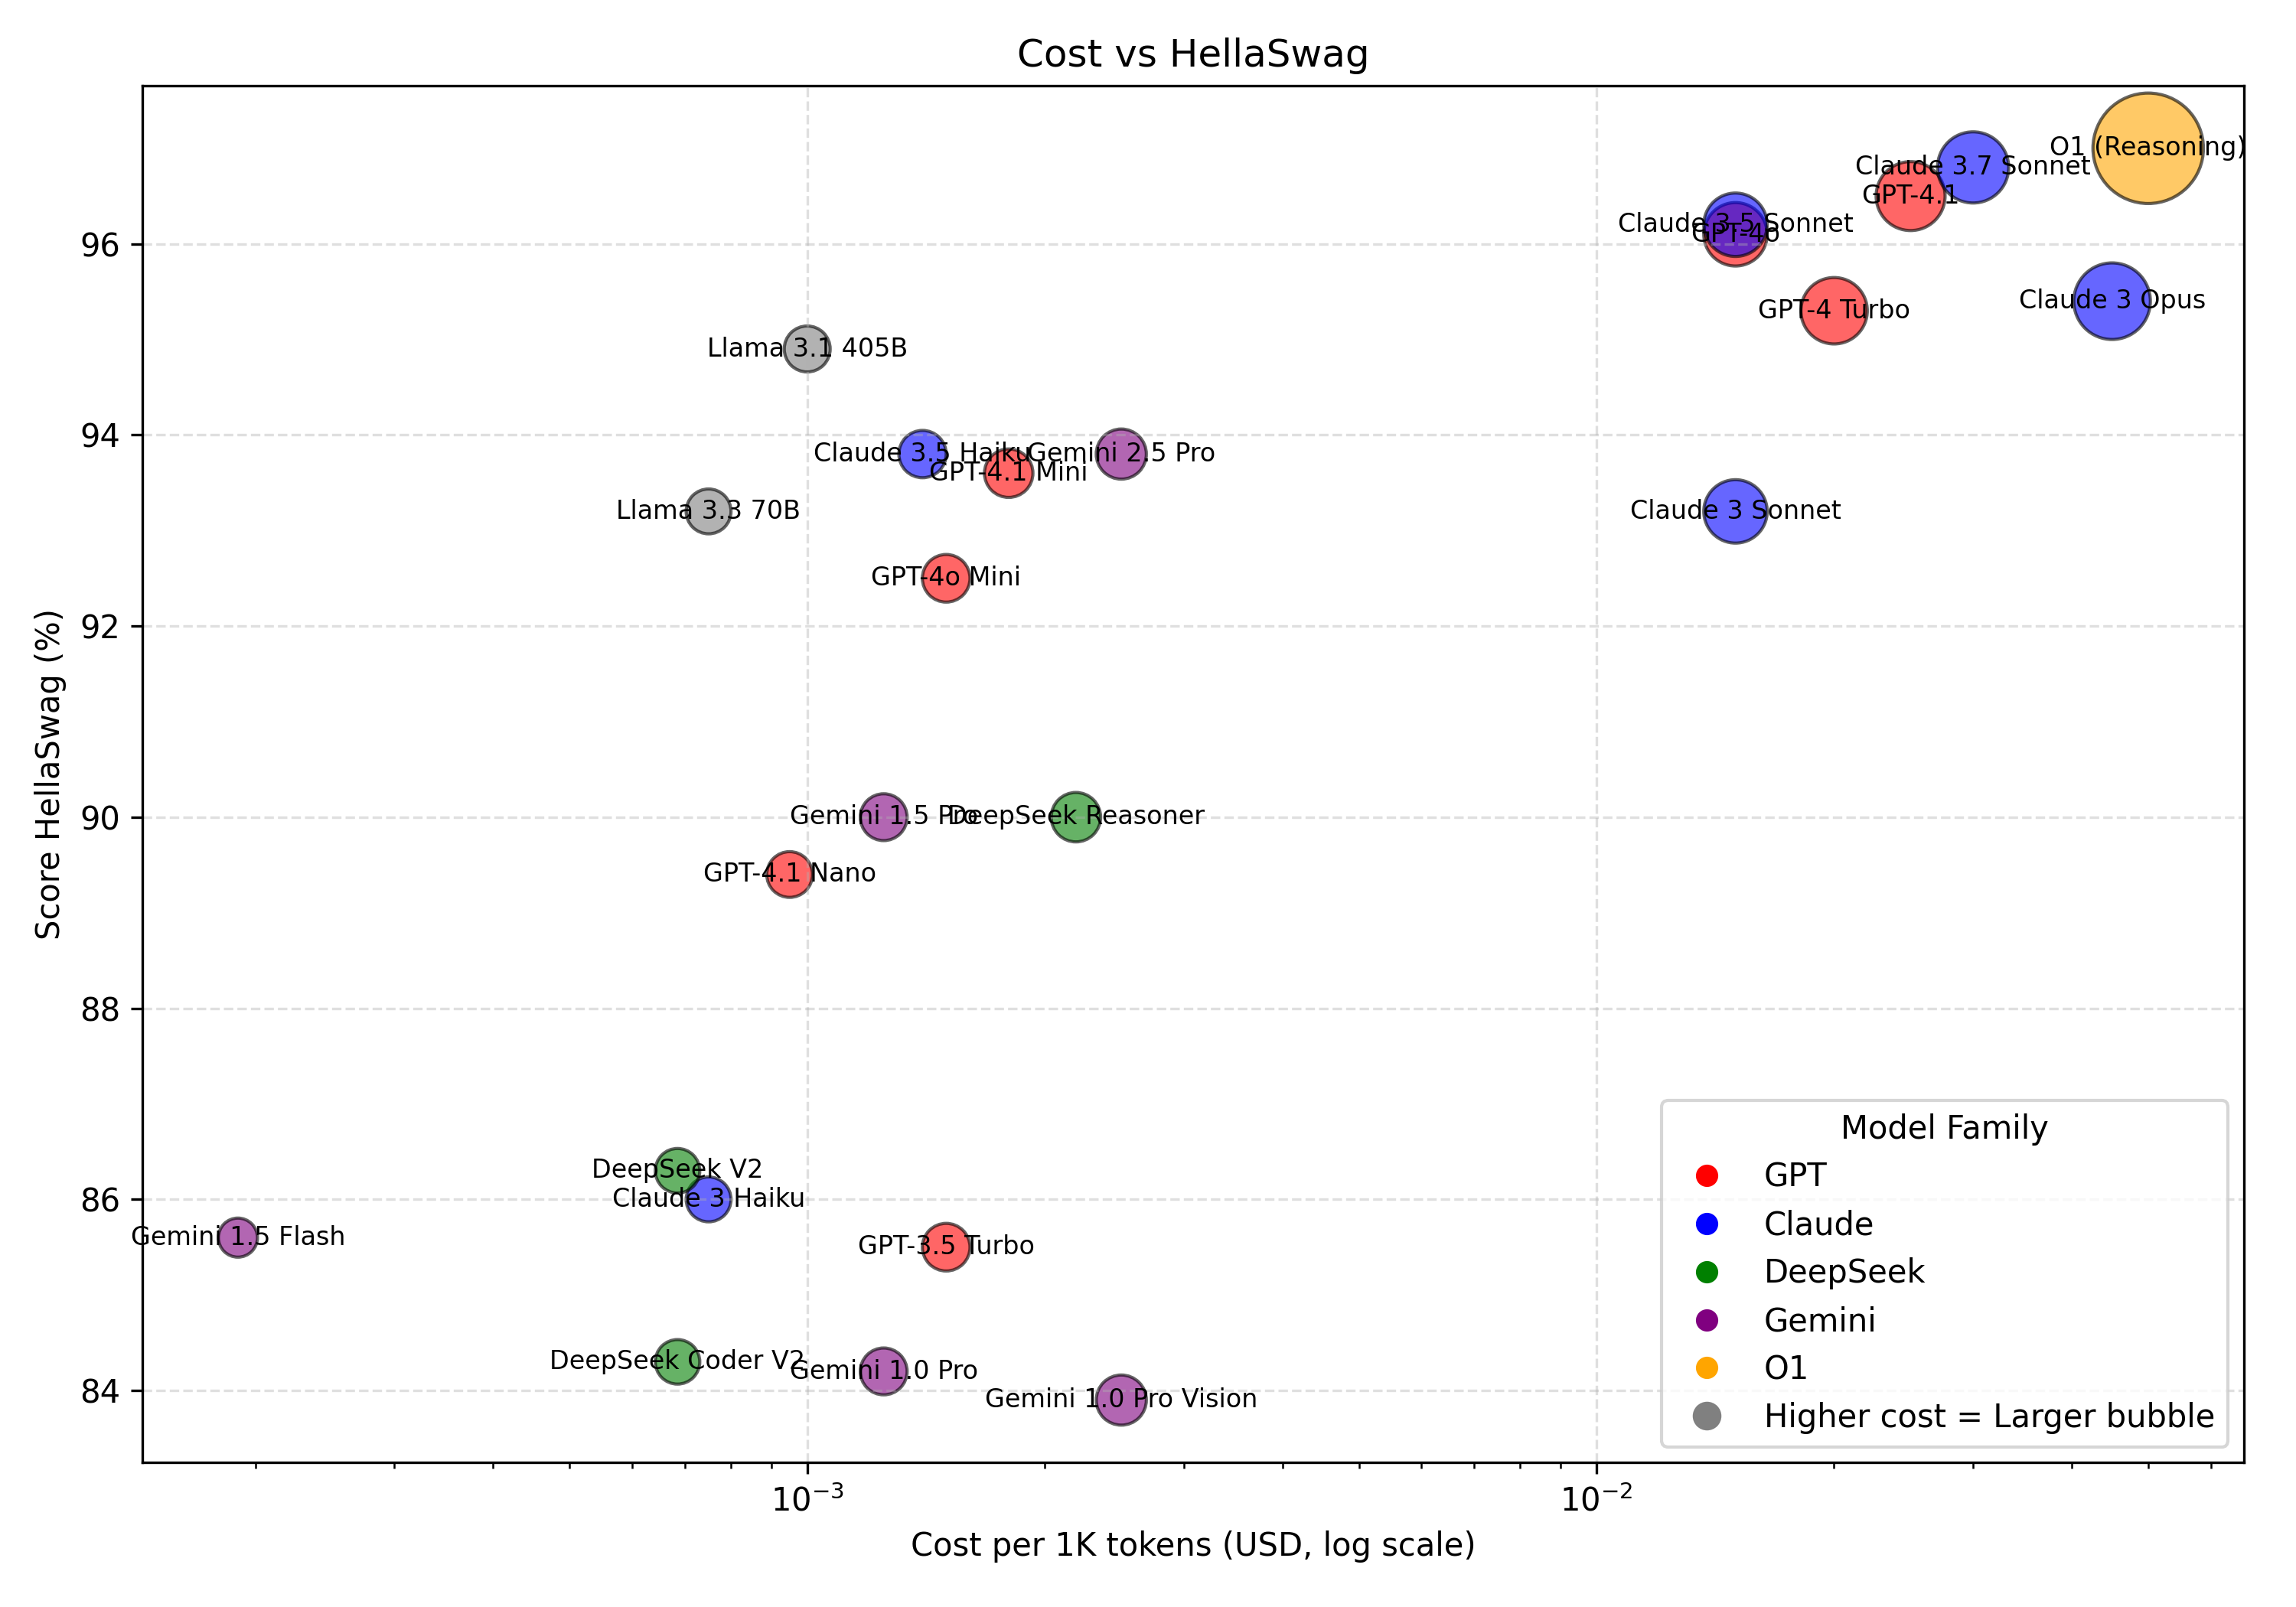 Cost vs HellaSwag
O1 (Reasoning)
Claude 3.7 Sonnet
GPT-4.1
Claude 3.5 Sonnet
GPT-4o
96
Claude 3 Opus
GPT-4 Turbo
Llama 3.1 405B
94
Claude 3.5 Haiku
Gemini 2.5 Pro
GPT-4.1 Mini
Llama 3.3 70B
Claude 3 Sonnet
GPT-4o Mini
92
Score HellaSwag (%)
90
Gemini 1.5 Pro
DeepSeek Reasoner
GPT-4.1 Nano
88
DeepSeek V2
86
Claude 3 Haiku
Gemini 1.5 Flash
GPT-3.5 Turbo
DeepSeek Coder V2
Gemini 1.0 Pro
84
Gemini 1.0 Pro Vision
Model Family
GPT
Claude
DeepSeek
Gemini
O1
Higher cost = Larger bubble
10⁻³
10⁻²
Cost per 1K tokens (USD, log scale)